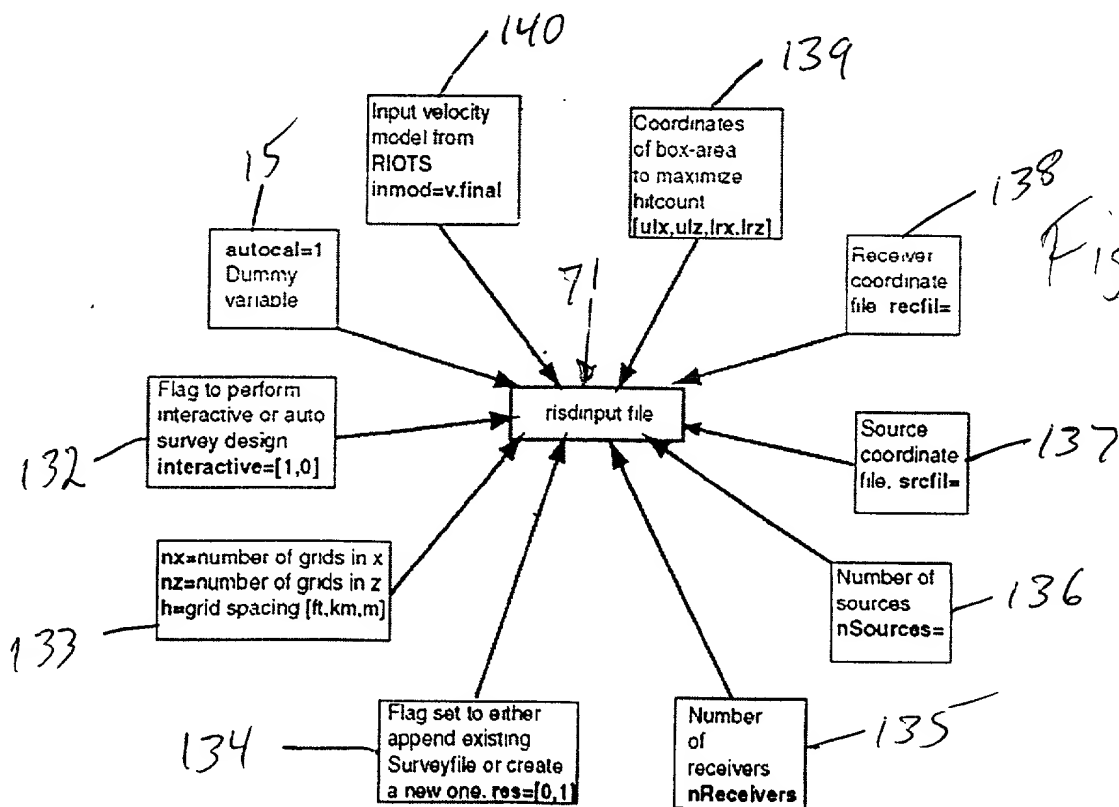 140
139
15
138
Fig
71
Input velocity
model from
RIOTS
inmod=v.final
Coordinates
of box-area
to maximize
hitcount
[ulx,ulz,lrx,lrz]
autocal=1
Dummy
variable
Receiver
coordinate
file recfil=
risdinput file
Flag to perform
interactive or auto
survey design
interactive=[1,0]
132
Source
coordinate
file. srcfil=
137
nx=number of grids in x
nz=number of grids in z
h=grid spacing [ft,km,m]
133
Number of
sources
nSources=
136
Flag set to either
append existing
Surveyfile or create
a new one. res=[0,1]
134
Number
of
receivers
nReceivers
135